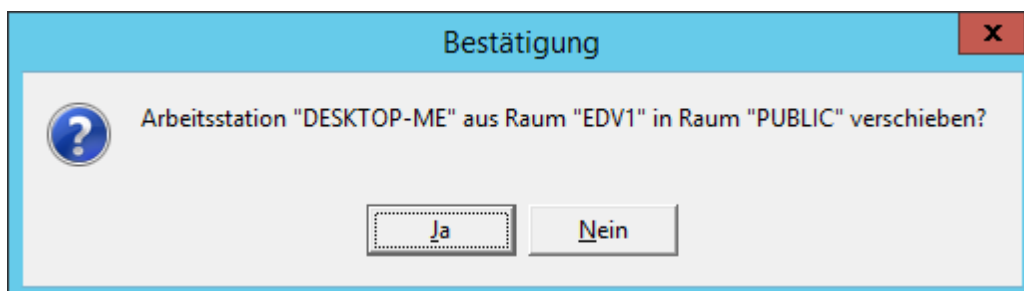 Bestätigung
x
Arbeitsstation "DESKTOP-ME" aus Raum "EDV1" in Raum "PUBLIC" verschieben?
?
Ja
Nein